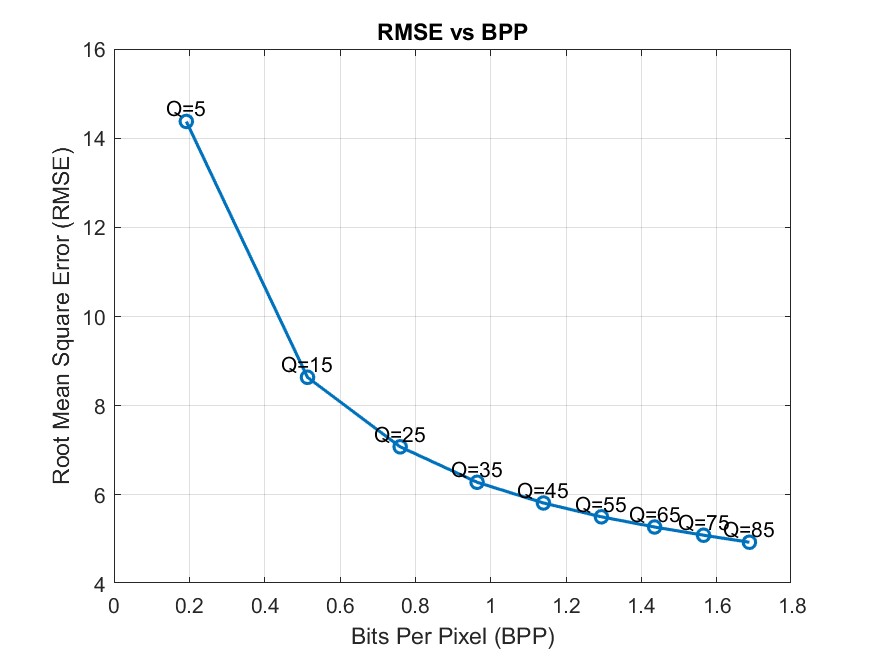 RMSE vs BPP
16
14
12
10
8
6
4
Root Mean Square Error (RMSE)
Q=5
Q=15
Q=25
Q=35
Q=45
Q=55
Q=65
Q=75
Q=85
0 0.2 0.4 0.6 0.8 1 1.2 1.4 1.6 1.8
Bits Per Pixel (BPP)